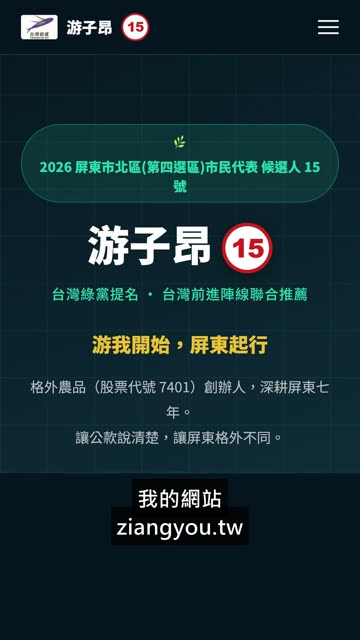 台灣前進
游子昂 15
2026 屏東市北區(第四選區)市民代表 候選人 15
號
游子昂 15
台灣綠黨提名 · 台灣前進陣線聯合推薦
游我開始，屏東起行
格外農品（股票代號 7401）創辦人，深耕屏東七
年。
讓公款說清楚，讓屏東格外不同。
我的網站
ziangyou.tw